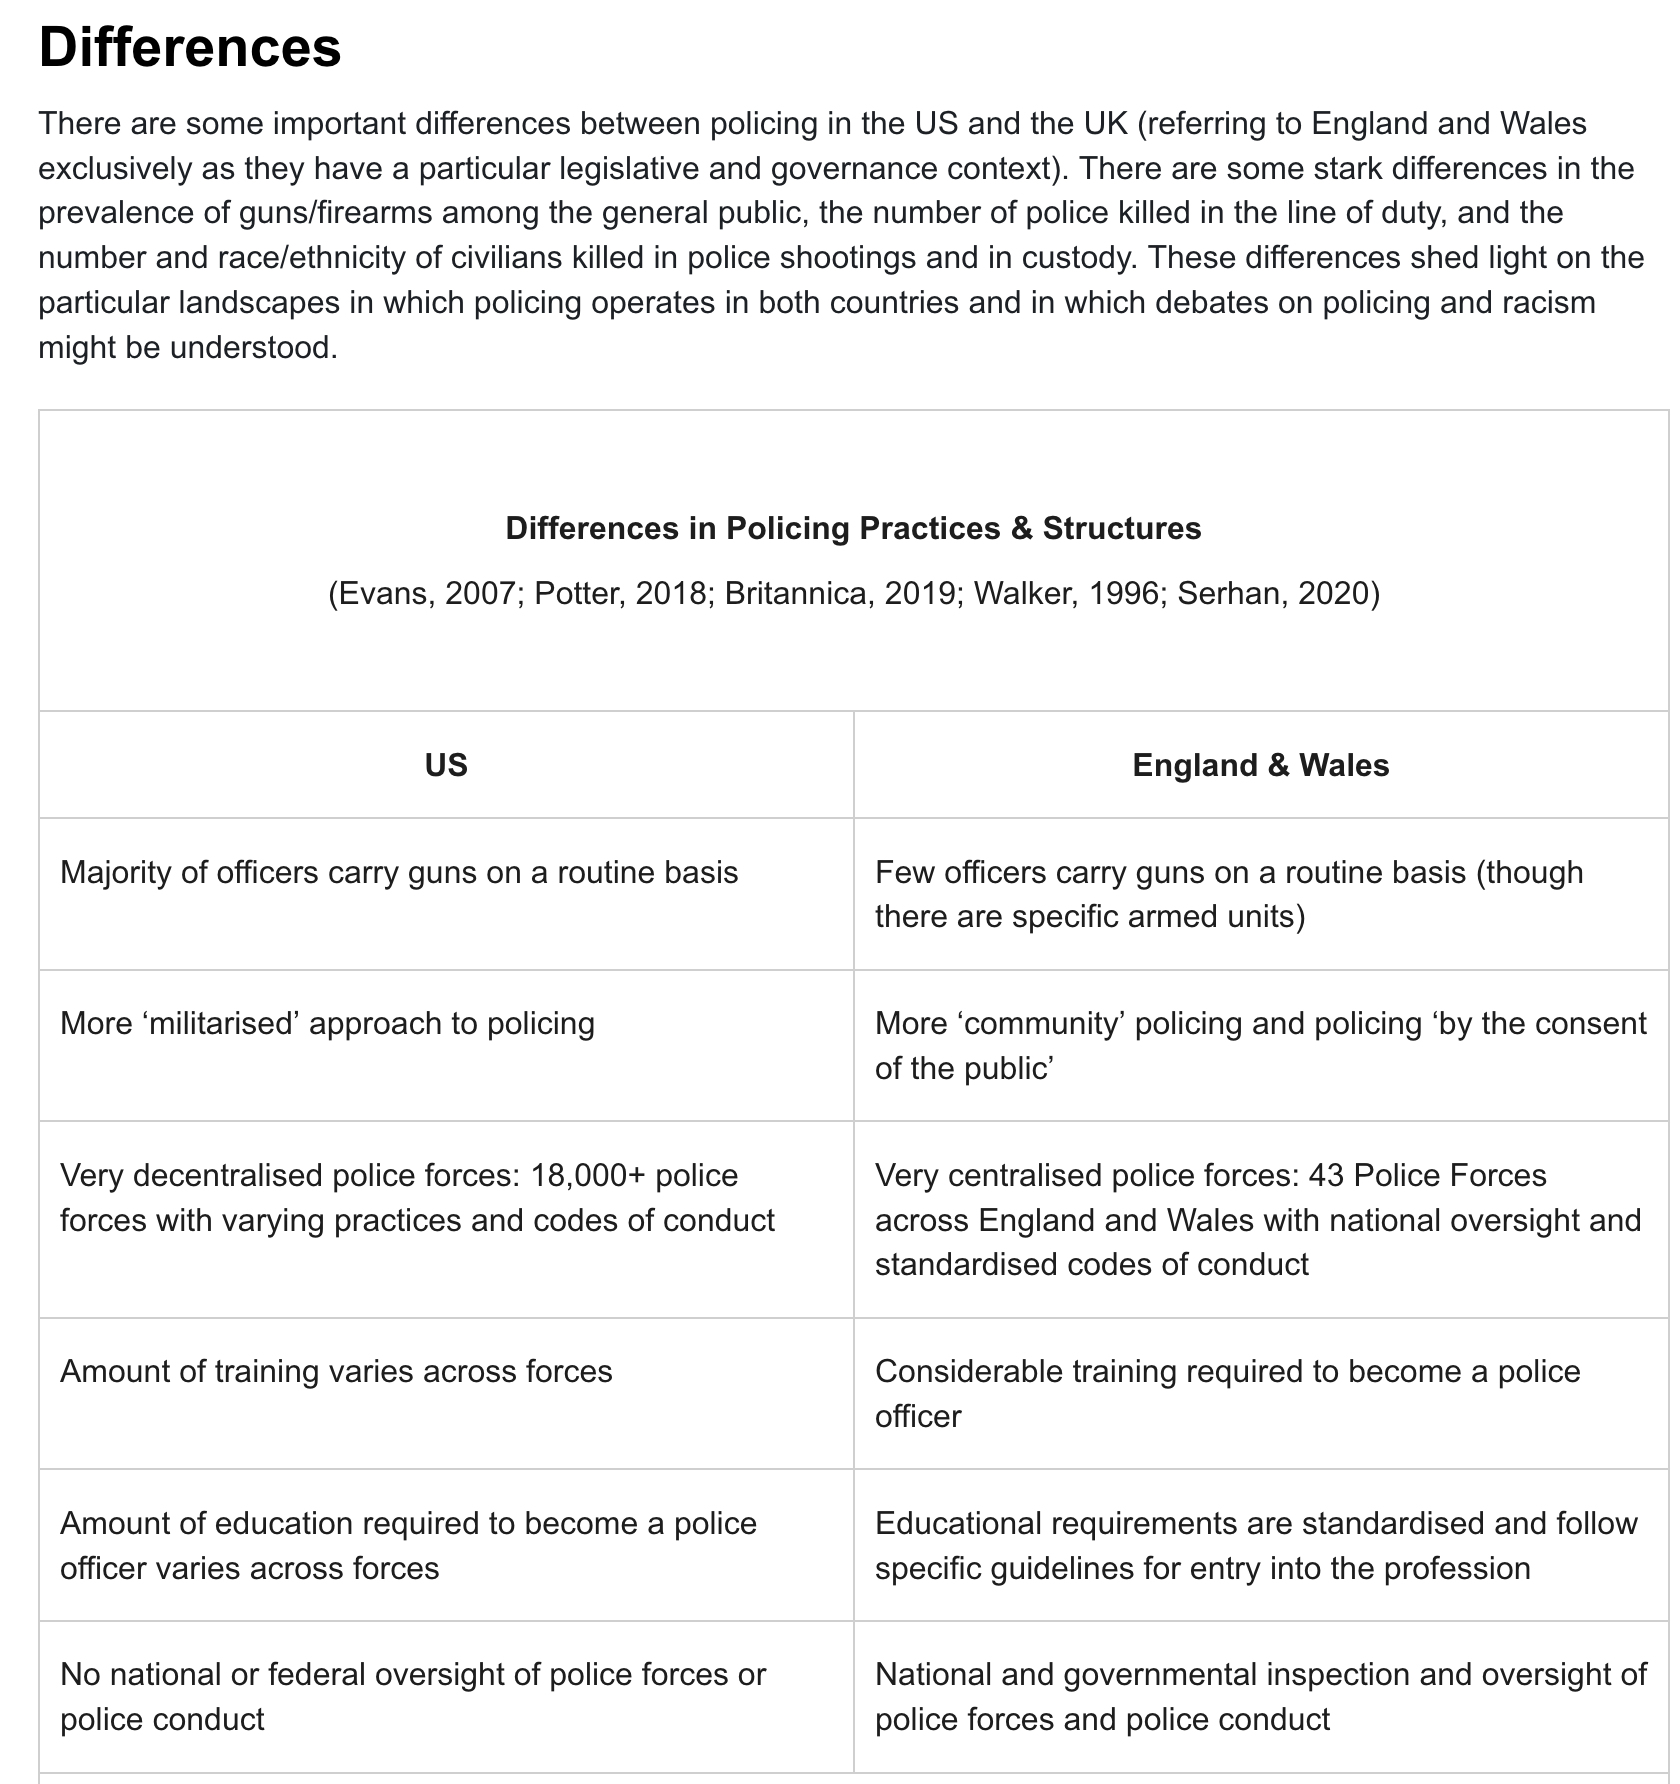 Differences
There are some important differences between policing in the US and the UK (referring to England and Wales
exclusively as they have a particular legislative and governance context). There are some stark differences in the
prevalence of guns/firearms among the general public, the number of police killed in the line of duty, and the
number and race/ethnicity of civilians killed in police shootings and in custody. These differences shed light on the
particular landscapes in which policing operates in both countries and in which debates on policing and racism
might be understood.
Differences in Policing Practices & Structures
(Evans, 2007; Potter, 2018; Britannica, 2019; Walker, 1996; Serhan, 2020)
US
England & Wales
Majority of officers carry guns on a routine basis
Few officers carry guns on a routine basis (though
there are specific armed units)
More ‘militarised’ approach to policing
More ‘community’ policing and policing ‘by the consent
of the public’
Very decentralised police forces: 18,000+ police
forces with varying practices and codes of conduct
Very centralised police forces: 43 Police Forces
across England and Wales with national oversight and
standardised codes of conduct
Amount of training varies across forces
Considerable training required to become a police
officer
Amount of education required to become a police
officer varies across forces
Educational requirements are standardised and follow
specific guidelines for entry into the profession
No national or federal oversight of police forces or
police conduct
National and governmental inspection and oversight of
police forces and police conduct